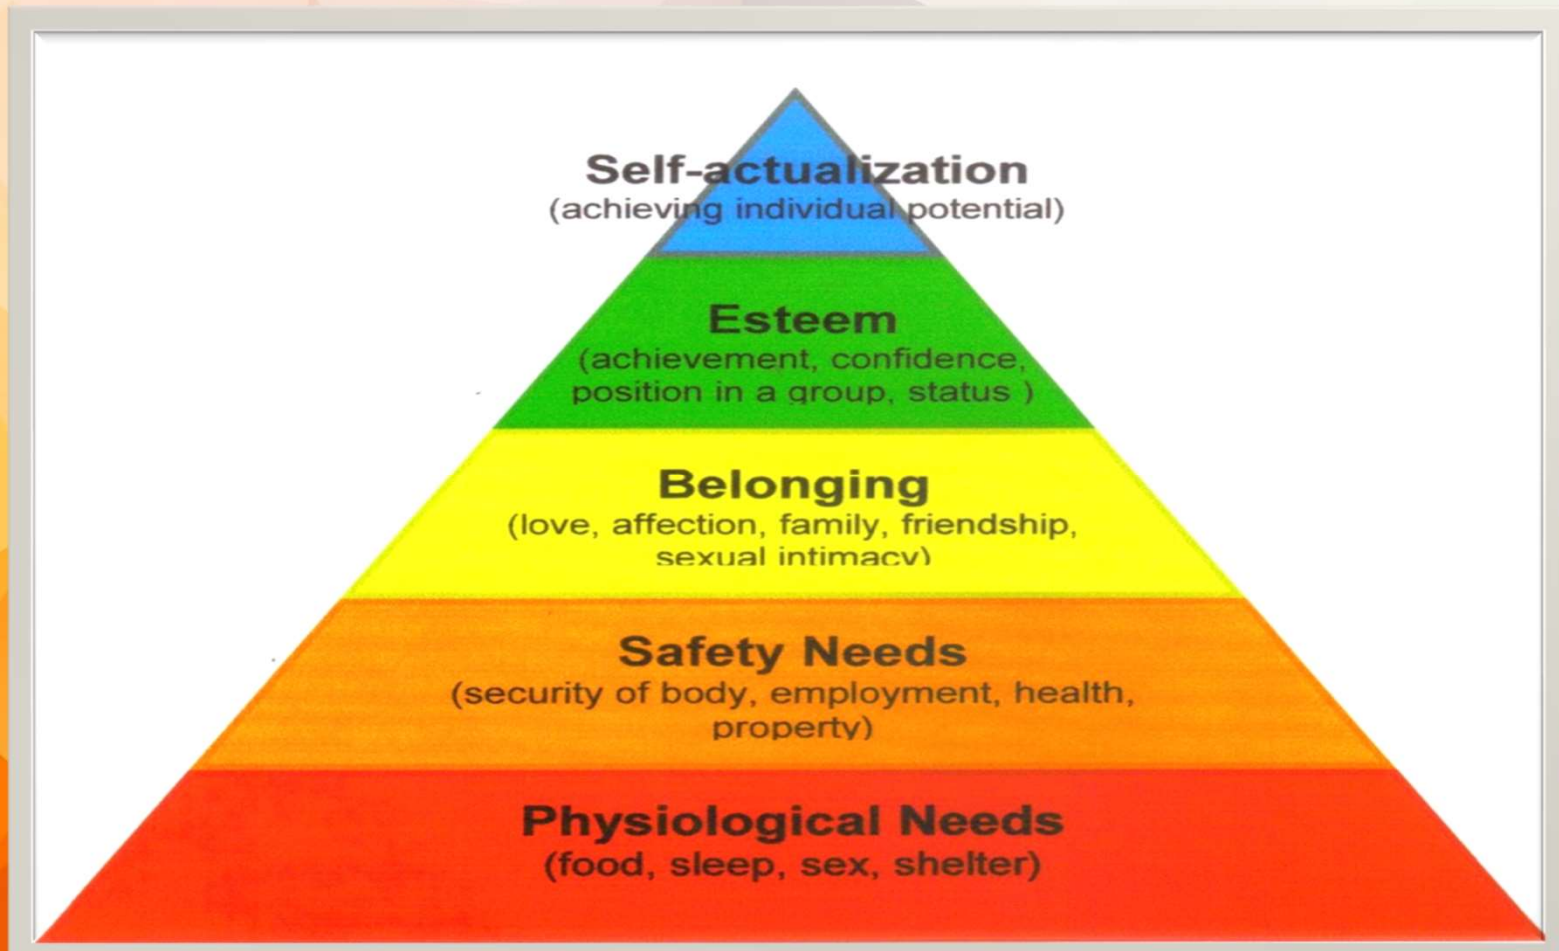 Self-actualization
(achieving individual potential)
Esteem
(achievement, confidence,
position in a group, status )
Belonging
(love, affection, family, friendship,
sexual intimacy)
Safety Needs
(security of body, employment, health,
property)
Physiological Needs
(food, sleep, sex, shelter)